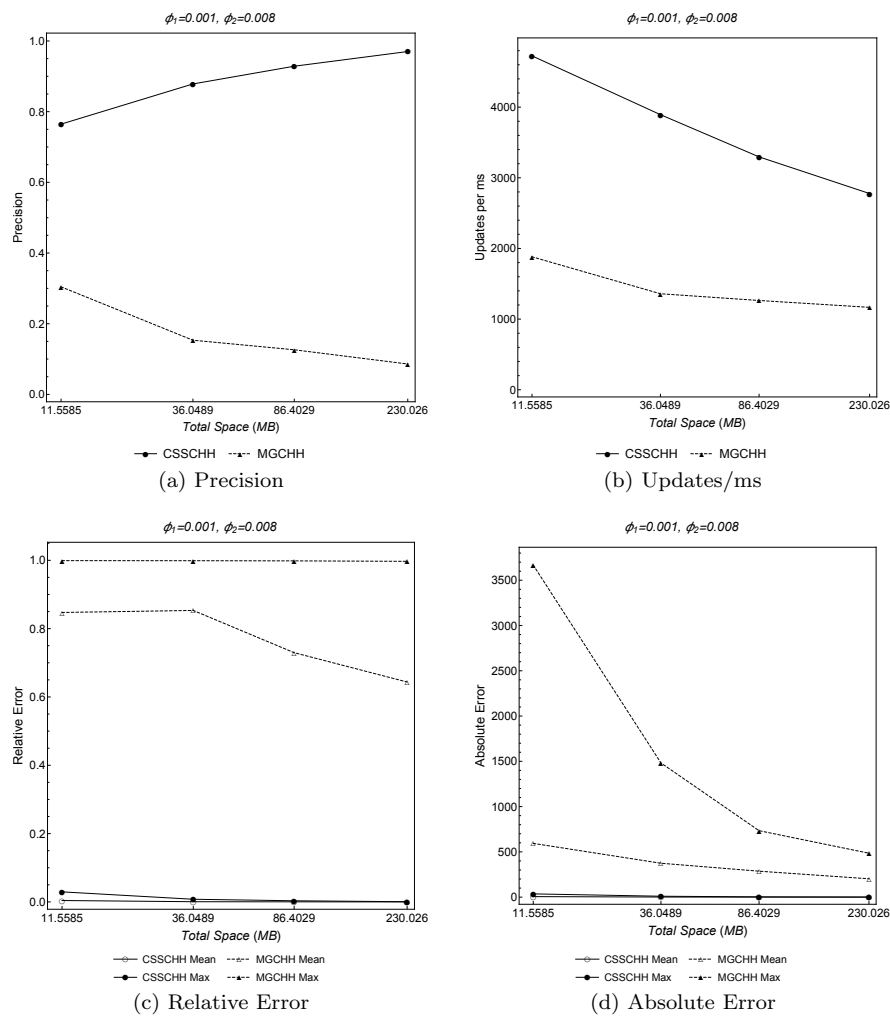 ϕ1=0.001, ϕ2=0.008
1.0
0.8
0.6
0.4
0.2
0.0
Precision
11.5585 36.0489 86.4029 230.026
Total Space (MB)
CSSCHH MGCHH
(a) Precision
ϕ1=0.001, ϕ2=0.008
4000
3000
2000
1000
0
Updates per ms
11.5585 36.0489 86.4029 230.026
Total Space (MB)
CSSCHH MGCHH
(b) Updates/ms
ϕ1=0.001, ϕ2=0.008
1.0
0.8
0.6
0.4
0.2
0.0
Relative Error
11.5585 36.0489 86.4029 230.026
Total Space (MB)
CSSCHH Mean MGCHH Mean
CSSCHH Max MGCHH Max
(c) Relative Error
ϕ1=0.001, ϕ2=0.008
3500
3000
2500
2000
1500
1000
500
0
Absolute Error
11.5585 36.0489 86.4029 230.026
Total Space (MB)
CSSCHH Mean MGCHH Mean
CSSCHH Max MGCHH Max
(d) Absolute Error